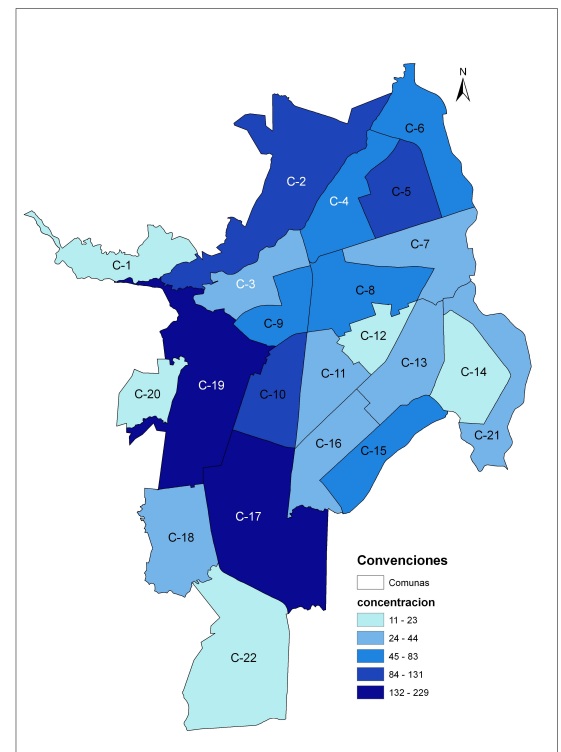 N
C-6
C-2
C-5
C-4
C-7
C-1
C-3
C-8
C-9
C-12
C-13
C-11
C-14
C-19
C-20
C-10
C-21
C-16
C-15
C-17
C-18
C-22
Convenciones
Comunas
concentracion
11 - 23
24 - 44
45 - 83
84 - 131
132 - 229